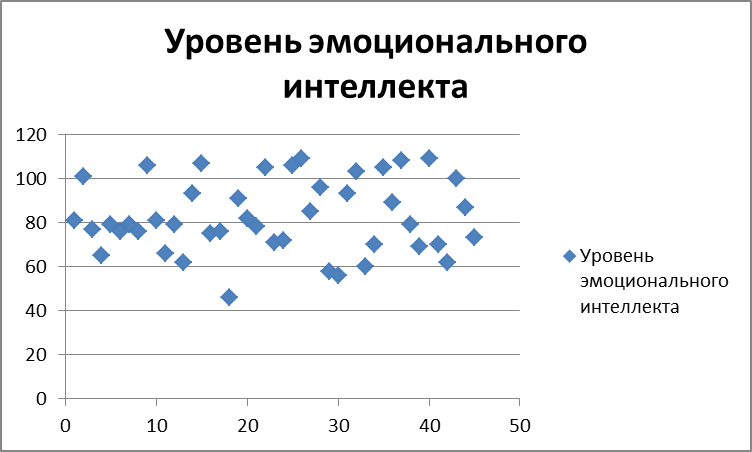 Уровень эмоционального
интеллекта
120
100
80
60
40
20
0
0 10 20 30 40 50
Уровень
эмоционального
интеллекта